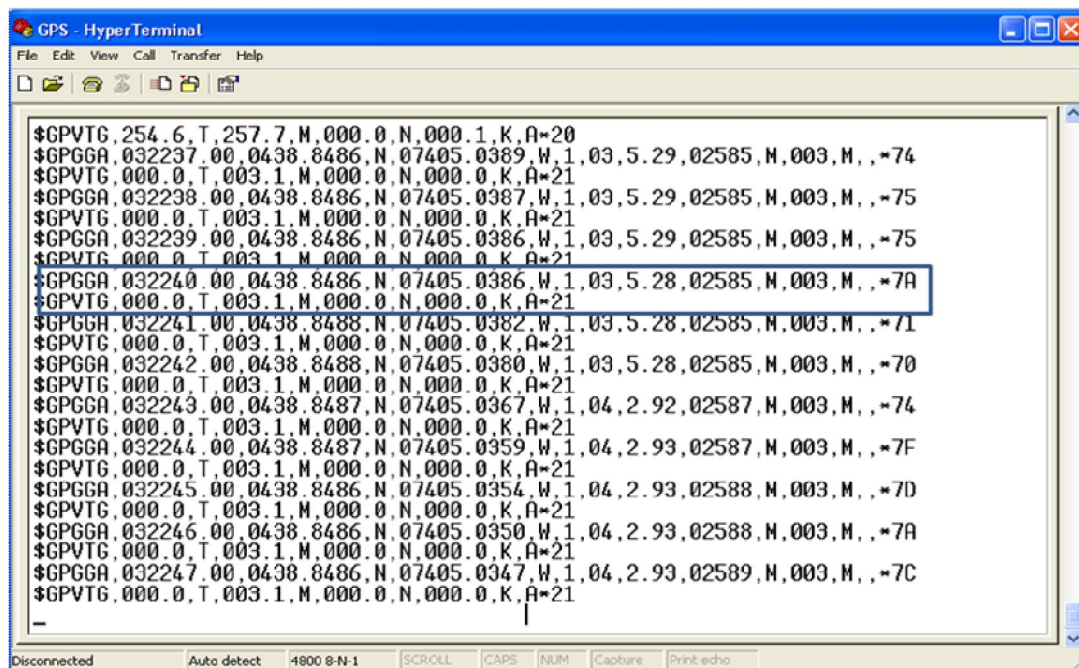 GPS - HyperTerminal
File Edit View Call Transfer Help
$GPVTG,254.6,T,257.7,M,000.0,N,000.1,K,A*20
$GPGGA,032237.00,0438.8486,N,07405.0389,W,1,03,5.29,02585,M,003,M,,*74
$GPVTG,000.0,T,003.1,M,000.0,N,000.0,K,A*21
$GPGGA,032238.00,0438.8486,N,07405.0387,W,1,03,5.29,02585,M,003,M,,*75
$GPVTG,000.0,T,003.1,M,000.0,N,000.0,K,A*21
$GPGGA,032239.00,0438.8486,N,07405.0386,W,1,03,5.29,02585,M,003,M,,*75
$GPVTG,000.0,T,003.1,M,000.0,N,000.0,K,A*21
$GPGGA,032240.00,0438.8486,N,07405.0386,W,1,03,5.28,02585,M,003,M,,*7A
$GPVTG,000.0,T,003.1,M,000.0,N,000.0,K,A*21
$GPGGA,032241.00,0438.8488,N,07405.0382,W,1,03,5.28,02585,M,003,M,,*71
$GPVTG,000.0,T,003.1,M,000.0,N,000.0,K,A*21
$GPGGA,032242.00,0438.8488,N,07405.0380,W,1,03,5.28,02585,M,003,M,,*70
$GPVTG,000.0,T,003.1,M,000.0,N,000.0,K,A*21
$GPGGA,032243.00,0438.8487,N,07405.0367,W,1,04,2.92,02587,M,003,M,,*74
$GPVTG,000.0,T,003.1,M,000.0,N,000.0,K,A*21
$GPGGA,032244.00,0438.8487,N,07405.0359,W,1,04,2.93,02587,M,003,M,,*7F
$GPVTG,000.0,T,003.1,M,000.0,N,000.0,K,A*21
$GPGGA,032245.00,0438.8486,N,07405.0354,W,1,04,2.93,02588,M,003,M,,*7D
$GPVTG,000.0,T,003.1,M,000.0,N,000.0,K,A*21
$GPGGA,032246.00,0438.8486,N,07405.0350,W,1,04,2.93,02588,M,003,M,,*7A
$GPVTG,000.0,T,003.1,M,000.0,N,000.0,K,A*21
$GPGGA,032247.00,0438.8486,N,07405.0347,W,1,04,2.93,02589,M,003,M,,*7C
$GPVTG,000.0,T,003.1,M,000.0,N,000.0,K,A*21
_
Disconnected Auto detect 4800 8-N-1 SCROLL CAPS NUM Capture Print echo